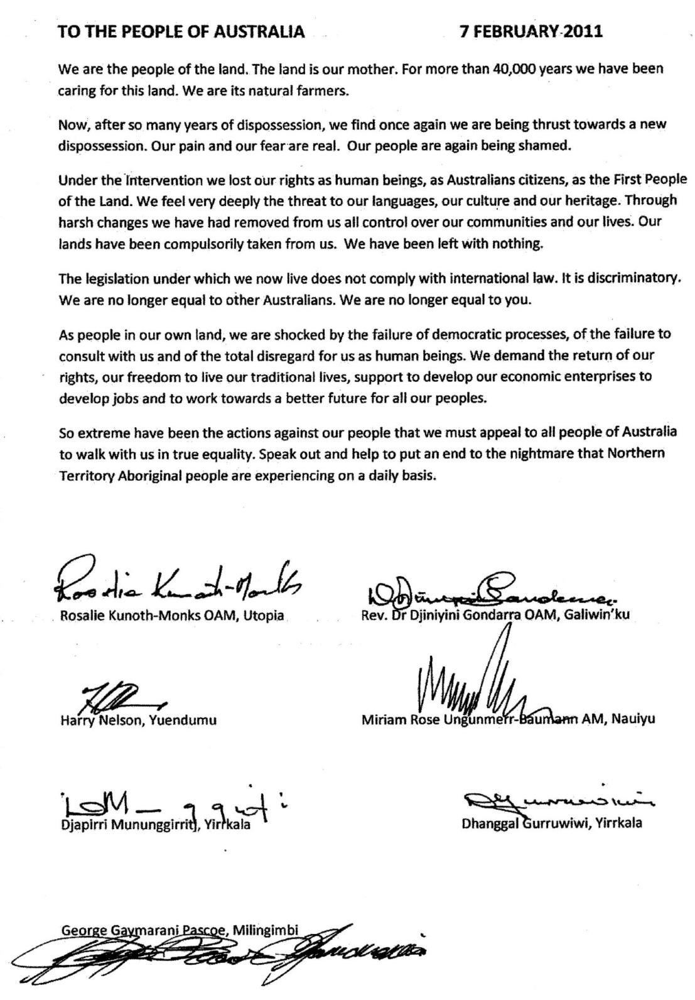 TO THE PEOPLE OF AUSTRALIA 7 FEBRUARY 2011
We are the people of the land. The land is our mother. For more than 40,000 years we have been
caring for this land. We are its natural farmers.
Now, after so many years of dispossession, we find once again we are being thrust towards a new
dispossession. Our pain and our fear are real. Our people are again being shamed.
Under the Intervention we lost our rights as human beings, as Australians citizens, as the First People
of the Land. We feel very deeply the threat to our languages, our culture and our heritage. Through
harsh changes we have had removed from us all control over our communities and our lives. Our
lands have been compulsorily taken from us. We have been left with nothing.
The legislation under which we now live does not comply with international law. It is discriminatory.
We are no longer equal to other Australians. We are no longer equal to you.
As people in our own land, we are shocked by the failure of democratic processes, of the failure to
consult with us and of the total disregard for us as human beings. We demand the return of our
rights, our freedom to live our traditional lives, support to develop our economic enterprises to
develop jobs and to work towards a better future for all our peoples.
So extreme have been the actions against our people that we must appeal to all people of Australia
to walk with us in true equality. Speak out and help to put an end to the nightmare that Northern
Territory Aboriginal people are experiencing on a daily basis.
Rosalie Kunoth-Monks
Rosalie Kunoth-Monks OAM, Utopia Rev. Dr Djiniyini Gondarra OAM, Galiwin'ku
Harry Nelson, Yuendumu Miriam Rose Ungunmerr-Baumann AM, Nauiyu
Djapirri Mununggirritj, Yirrkala Dhanggal Gurruwiwi, Yirrkala
George Gaymarani Pascoe, Milingimbi